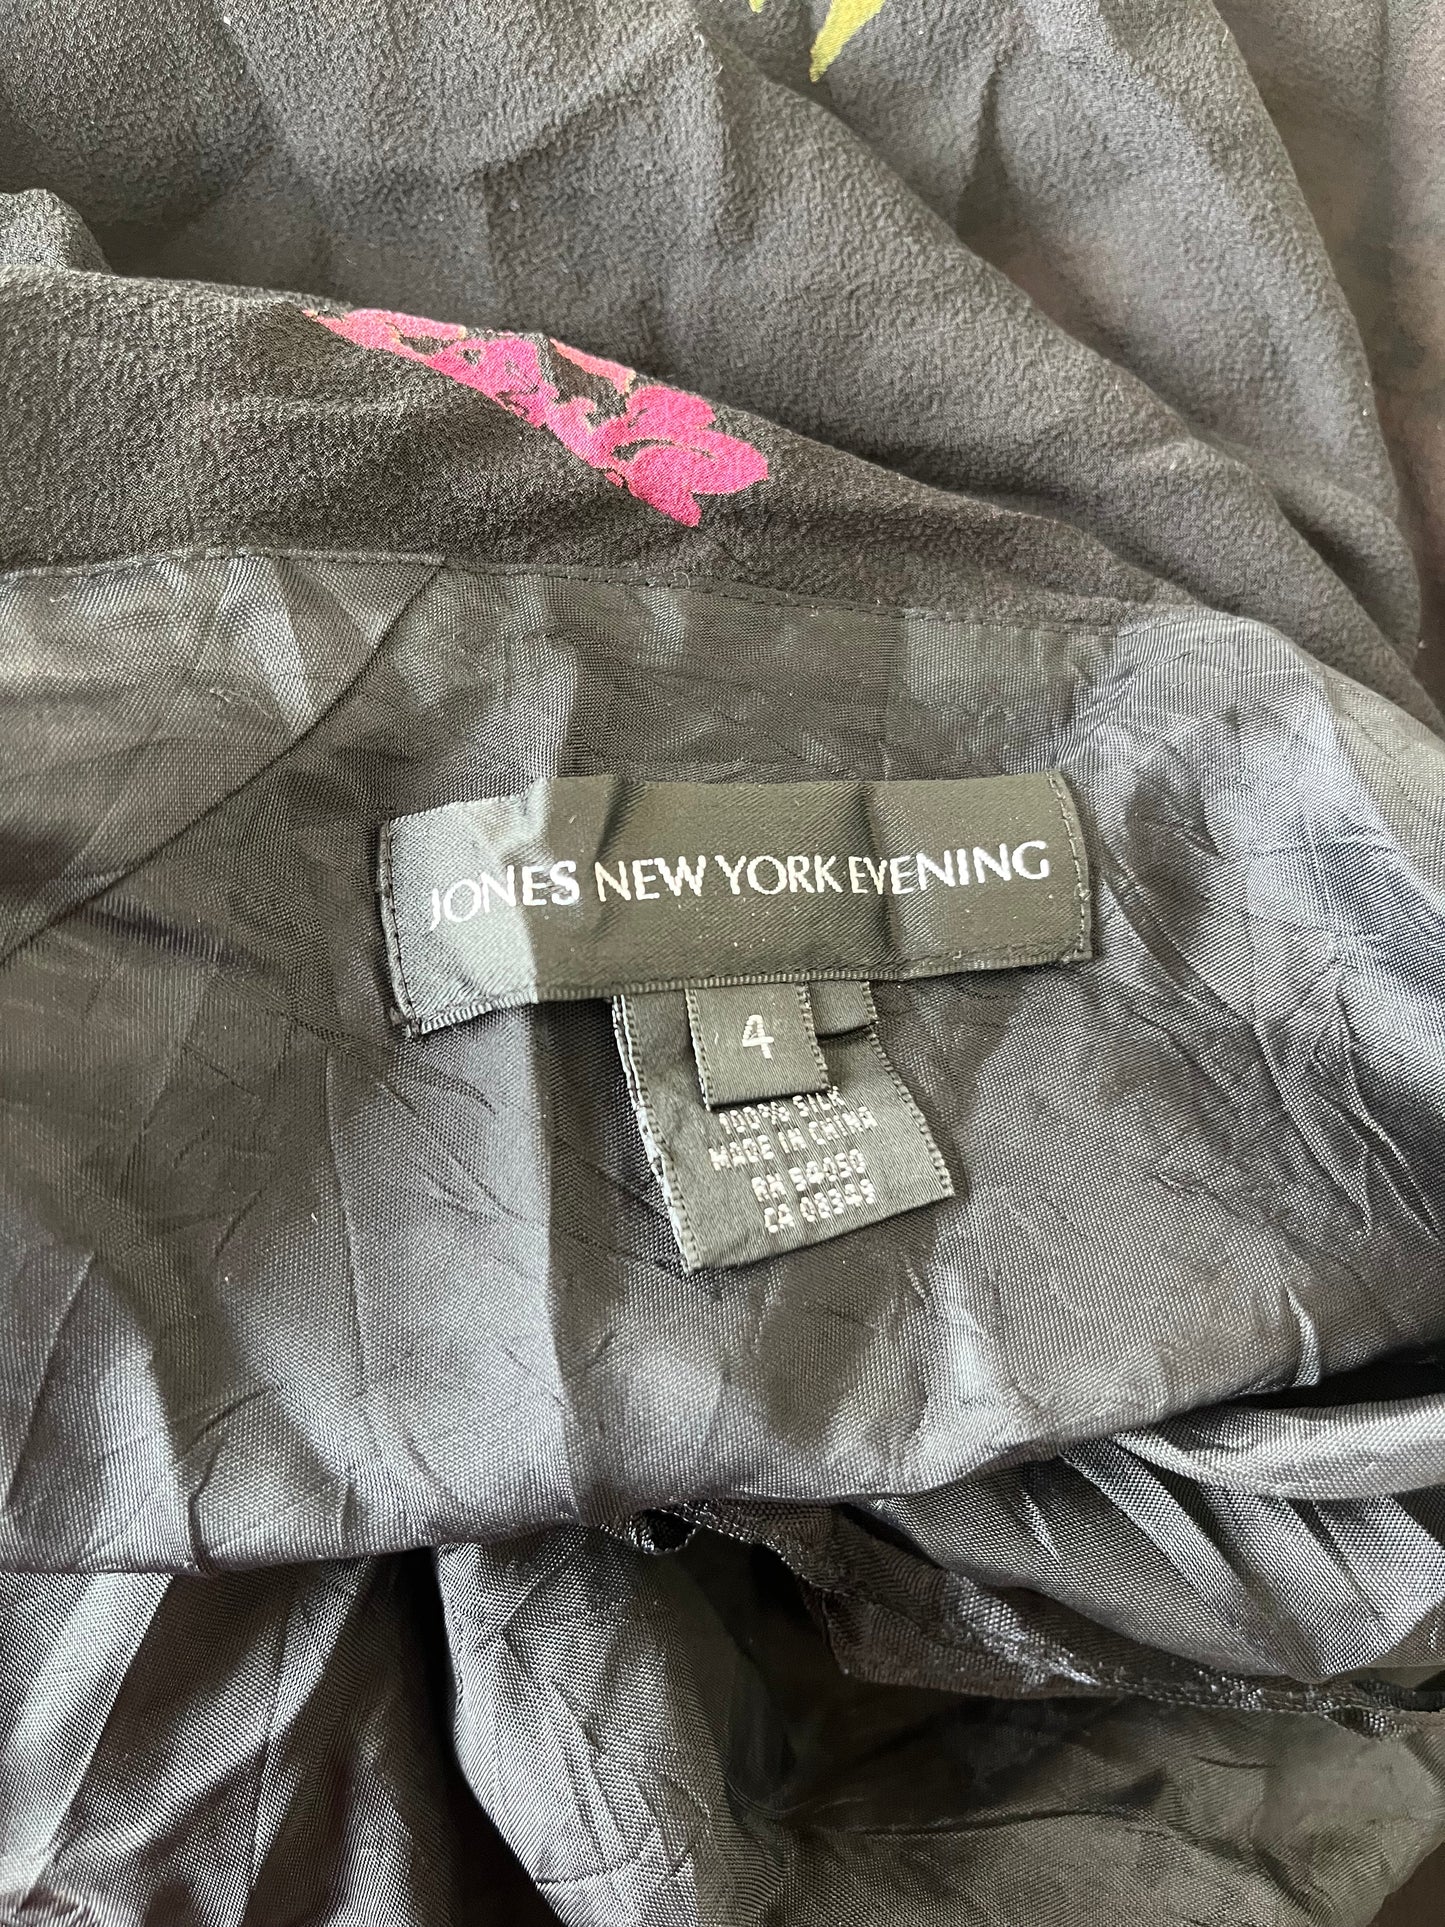 JONES NEW YORK EVENING
4
100% SILK
MADE IN CHINA
RN 54050
CA 08349